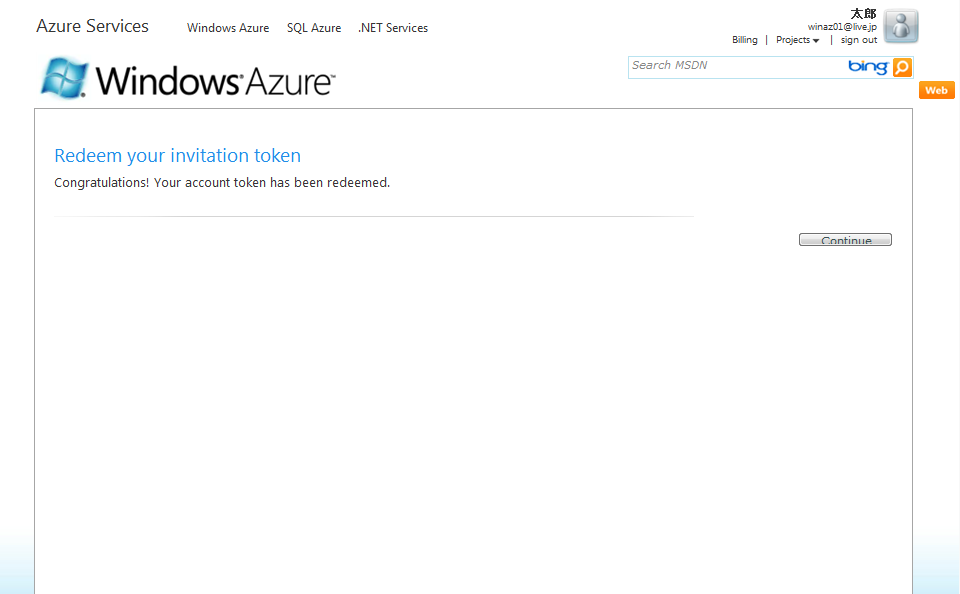 Azure Services
Windows Azure
SQL Azure
.NET Services
太郎
winaz01@live.jp
Billing | Projects | sign out
Windows Azure™
Search MSDN
bing
Web
Redeem your invitation token
Congratulations! Your account token has been redeemed.
Continue